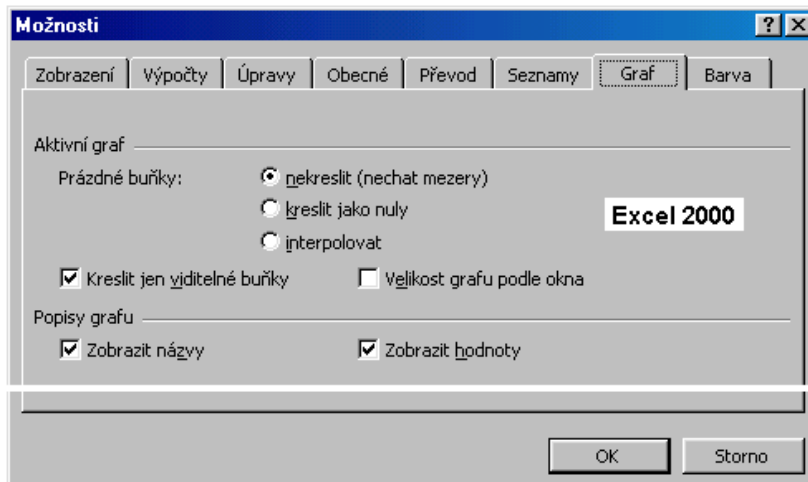 Možnosti
Zobrazení Výpočty Úpravy Obecné Převod Seznamy Graf Barva
Aktivní graf
Prázdné buňky: nekreslit (nechat mezery)
kreslit jako nuly
Excel 2000
interpolovat
Kreslit jen viditelné buňky Velikost grafu podle okna
Popisy grafu
Zobrazit názvy Zobrazit hodnoty
OK Storno